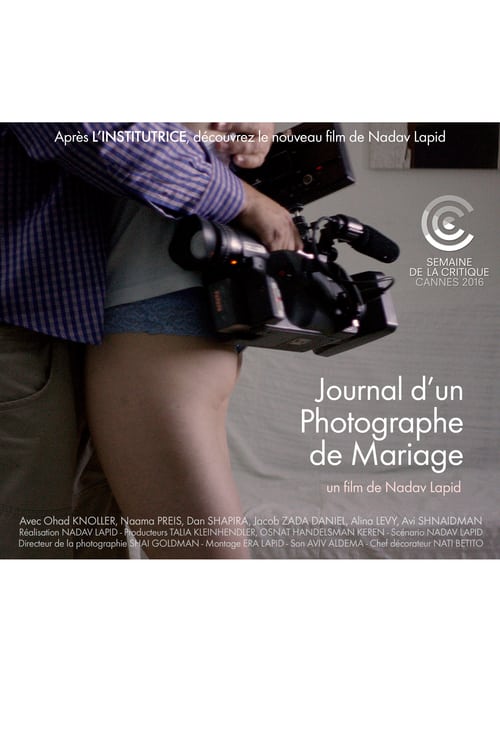 Après L'INSTITUTRICE, découvrez le nouveau film de Nadav Lapid
SEMAINE
DE LA CRITIQUE
CANNES 2016
Journal d'un
Photographe
de Mariage
un film de Nadav Lapid
Avec Ohad KNOLLER, Naama PREIS, Dan SHAPIRA, Jacob ZADA DANIEL, Alina LEVY, Avi SHNAIDMAN
Réalisation NADAV LAPID - Producteurs TALIA KLEINHENDLER, OSNAT HANDELSMAN KEREN - Scénario NADAV LAPID
Directeur de la photographie SHAI GOLDMAN - Montage ERA LAPID - Son AVIV ALDEMA - Chef décorateur NATI BETITO